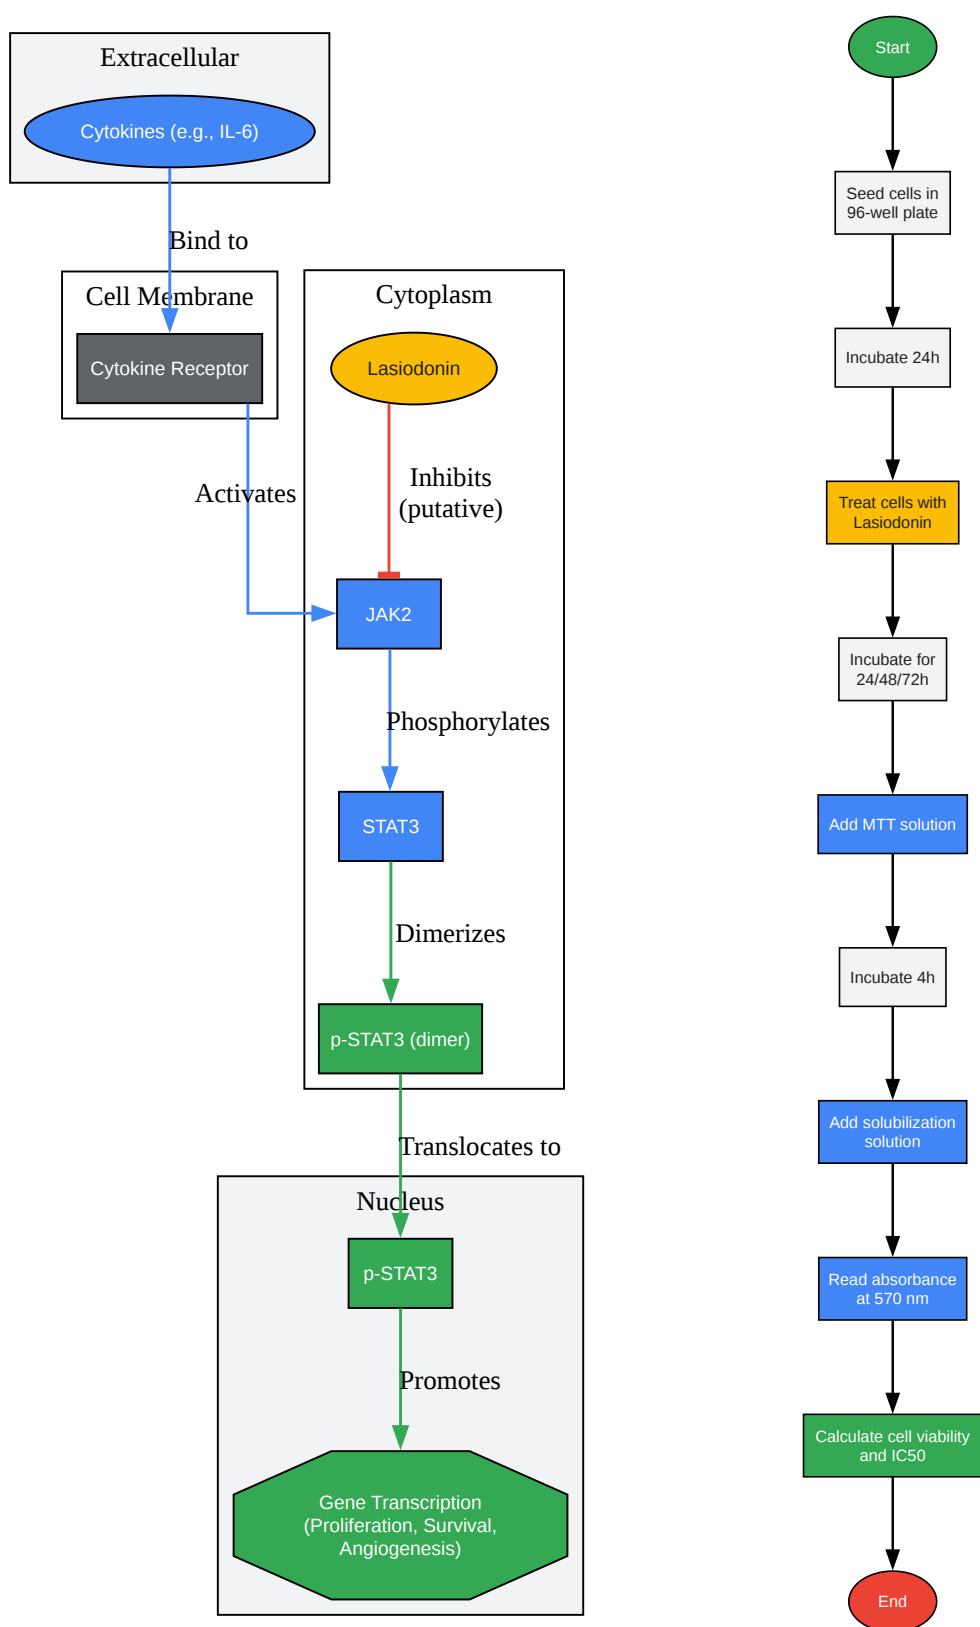 Extracellular
Cytokines (e.g., IL-6)
Bind to
Cell Membrane
Cytokine Receptor
Activates
Cytoplasm
Lasiodonin
Inhibits
(putative)
JAK2
Phosphorylates
STAT3
Dimerizes
p-STAT3 (dimer)
Translocates to
Nucleus
p-STAT3
Promotes
Gene Transcription
(Proliferation, Survival,
Angiogenesis)
Start
Seed cells in
96-well plate
Incubate 24h
Treat cells with
Lasiodonin
Incubate for
24/48/72h
Add MTT solution
Incubate 4h
Add solubilization
solution
Read absorbance
at 570 nm
Calculate cell viability
and IC50
End